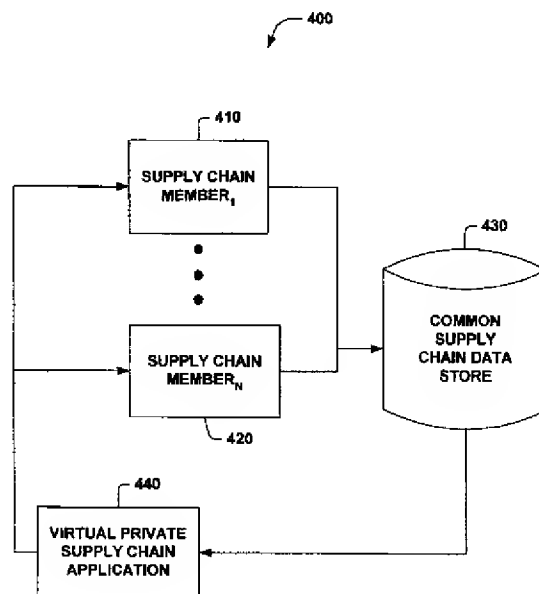 400
410
SUPPLY CHAIN
MEMBER1
430
COMMON
SUPPLY
CHAIN DATA
STORE
SUPPLY CHAIN
MEMBERN
420
440
VIRTUAL PRIVATE
SUPPLY CHAIN
APPLICATION